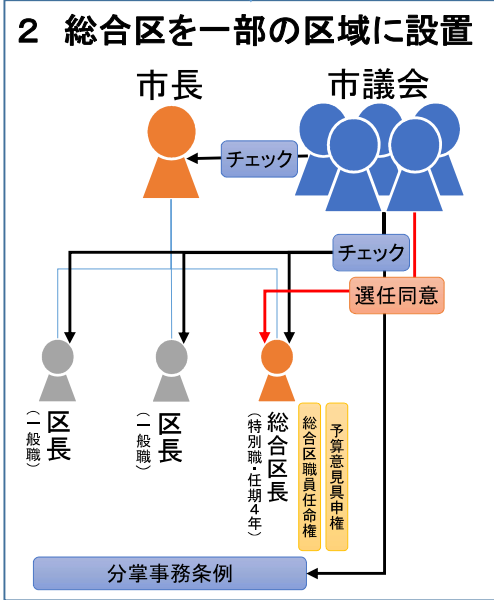 ２　総合区を一部の区域に設置
市長
市議会
チェック
チェック
選任同意
区長
（一般職）
区長
（一般職）
総合区長
（特別職・任期４年）
総合区職員任命権
予算意見具申権
分掌事務条例